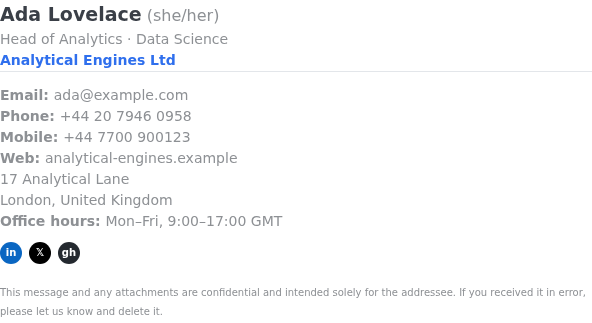 Ada Lovelace (she/her)
Head of Analytics · Data Science
Analytical Engines Ltd
Email: ada@example.com
Phone: +44 20 7946 0958
Mobile: +44 7700 900123
Web: analytical-engines.example
17 Analytical Lane
London, United Kingdom
Office hours: Mon–Fri, 9:00–17:00 GMT
in 𝕏 gh
This message and any attachments are confidential and intended solely for the addressee. If you received it in error,
please let us know and delete it.